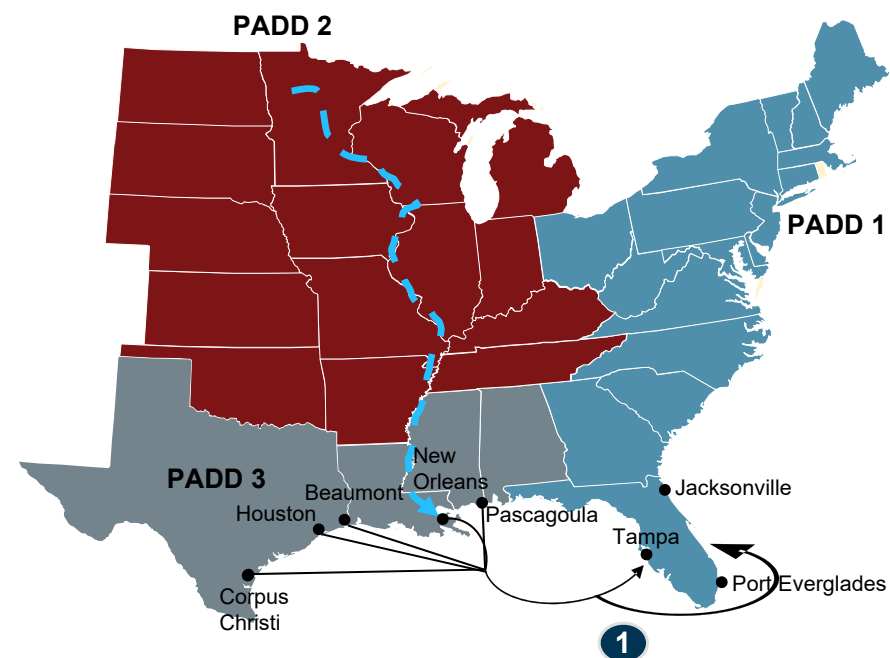 PADD 2
PADD 1
New
Orleans
PADD 3
Beaumont
Jacksonville
Houston
Pascagoula
Tampa
Port Everglades
Corpus
Christi
1